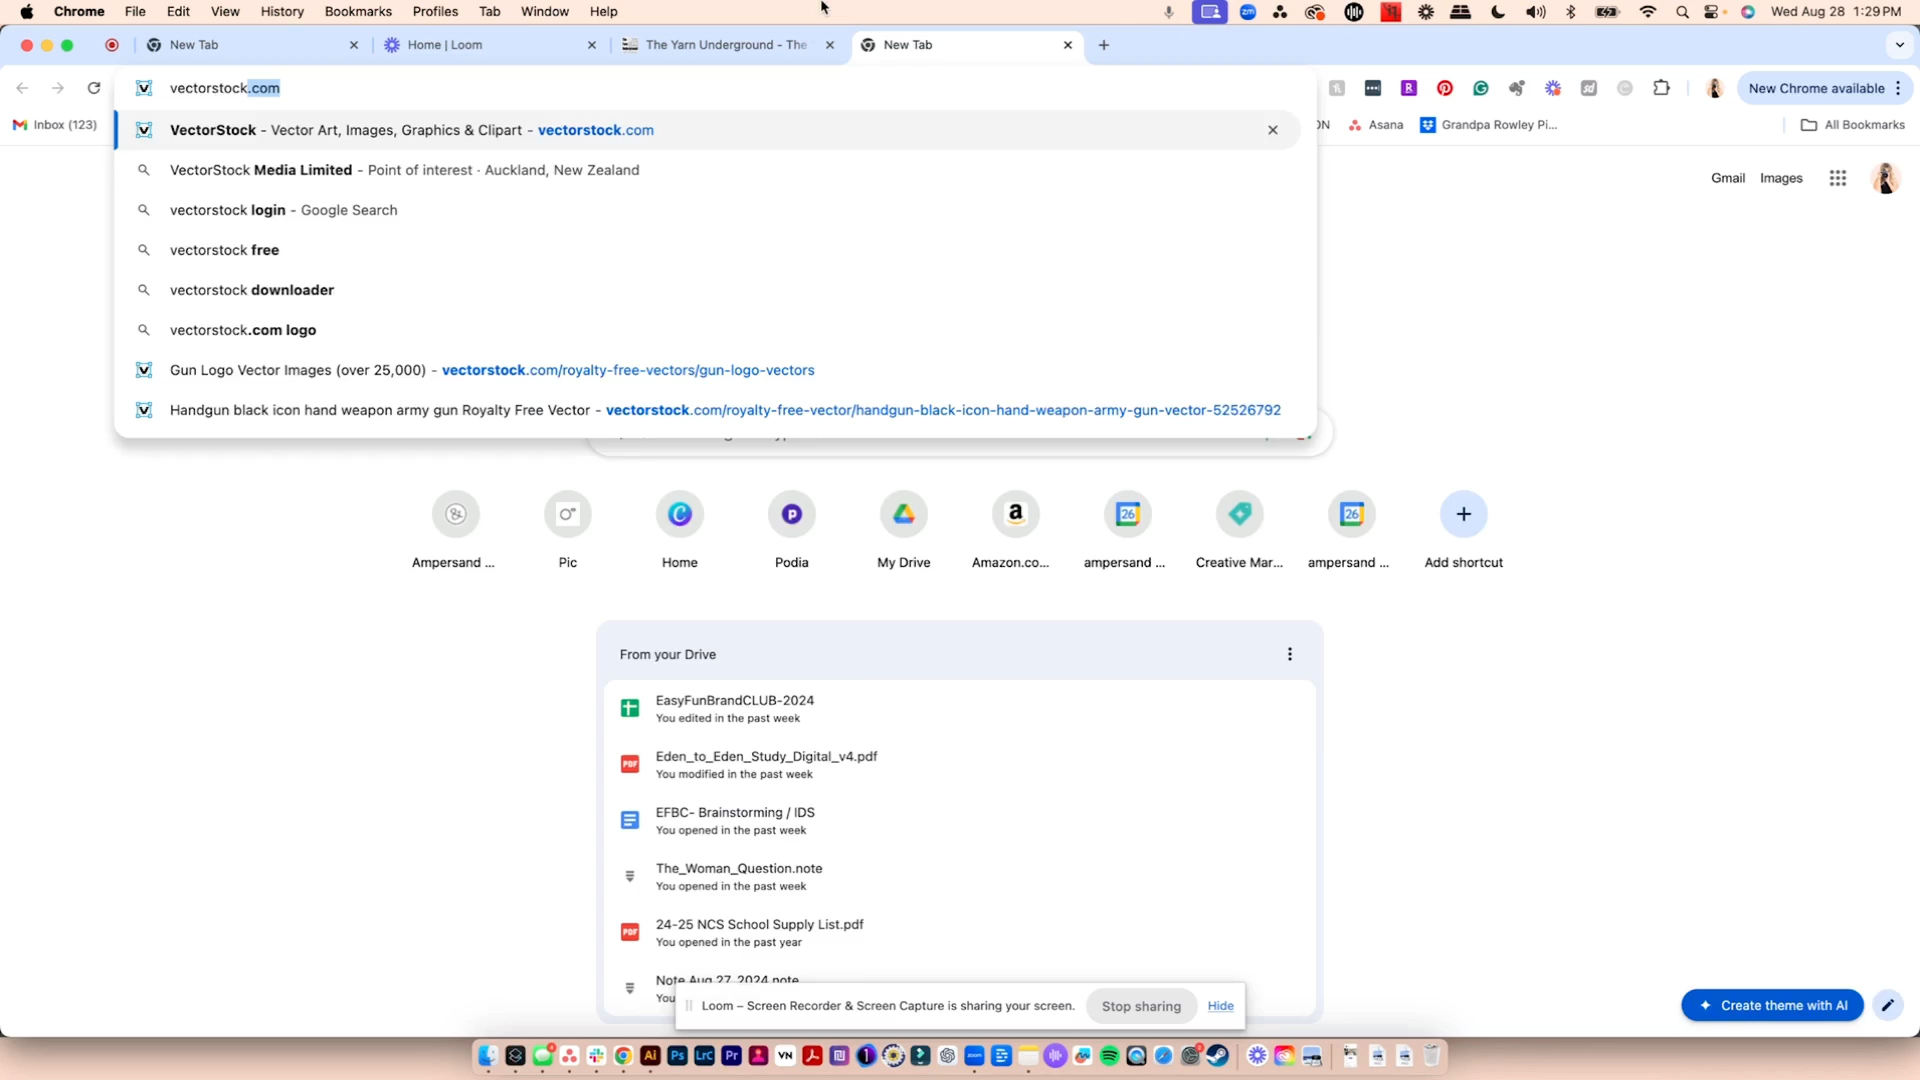 Chrome File Edit View History Bookmarks Profiles Tab Window Help
zm
Wed Aug 28 1:29 PM
New Tab
Home | Loom
The Yarn Underground - The
New Tab
vectorstock.com
New Chrome available
Inbox (123)
Asana
Grandpa Rowley Pi...
All Bookmarks
VectorStock - Vector Art, Images, Graphics & Clipart - vectorstock.com
VectorStock Media Limited - Point of interest · Auckland, New Zealand
vectorstock login - Google Search
vectorstock free
vectorstock downloader
vectorstock.com logo
Gun Logo Vector Images (over 25,000) - vectorstock.com/royalty-free-vectors/gun-logo-vectors
Handgun black icon hand weapon army gun Royalty Free Vector - vectorstock.com/royalty-free-vector/handgun-black-icon-hand-weapon-army-gun-vector-52526792
Gmail Images
Ampersand ...
Pic
Home
Podia
My Drive
Amazon.co...
ampersand ...
Creative Mar...
ampersand ...
Add shortcut
From your Drive
EasyFunBrandCLUB-2024
You edited in the past week
Eden_to_Eden_Study_Digital_v4.pdf
You modified in the past week
EFBC- Brainstorming / IDS
You opened in the past week
The_Woman_Question.note
You opened in the past week
24-25 NCS School Supply List.pdf
You opened in the past year
Note Aug 27, 2024.note
Loom – Screen Recorder & Screen Capture is sharing your screen.
Stop sharing
Hide
Create theme with AI
Ai Ps LrC Pr VN